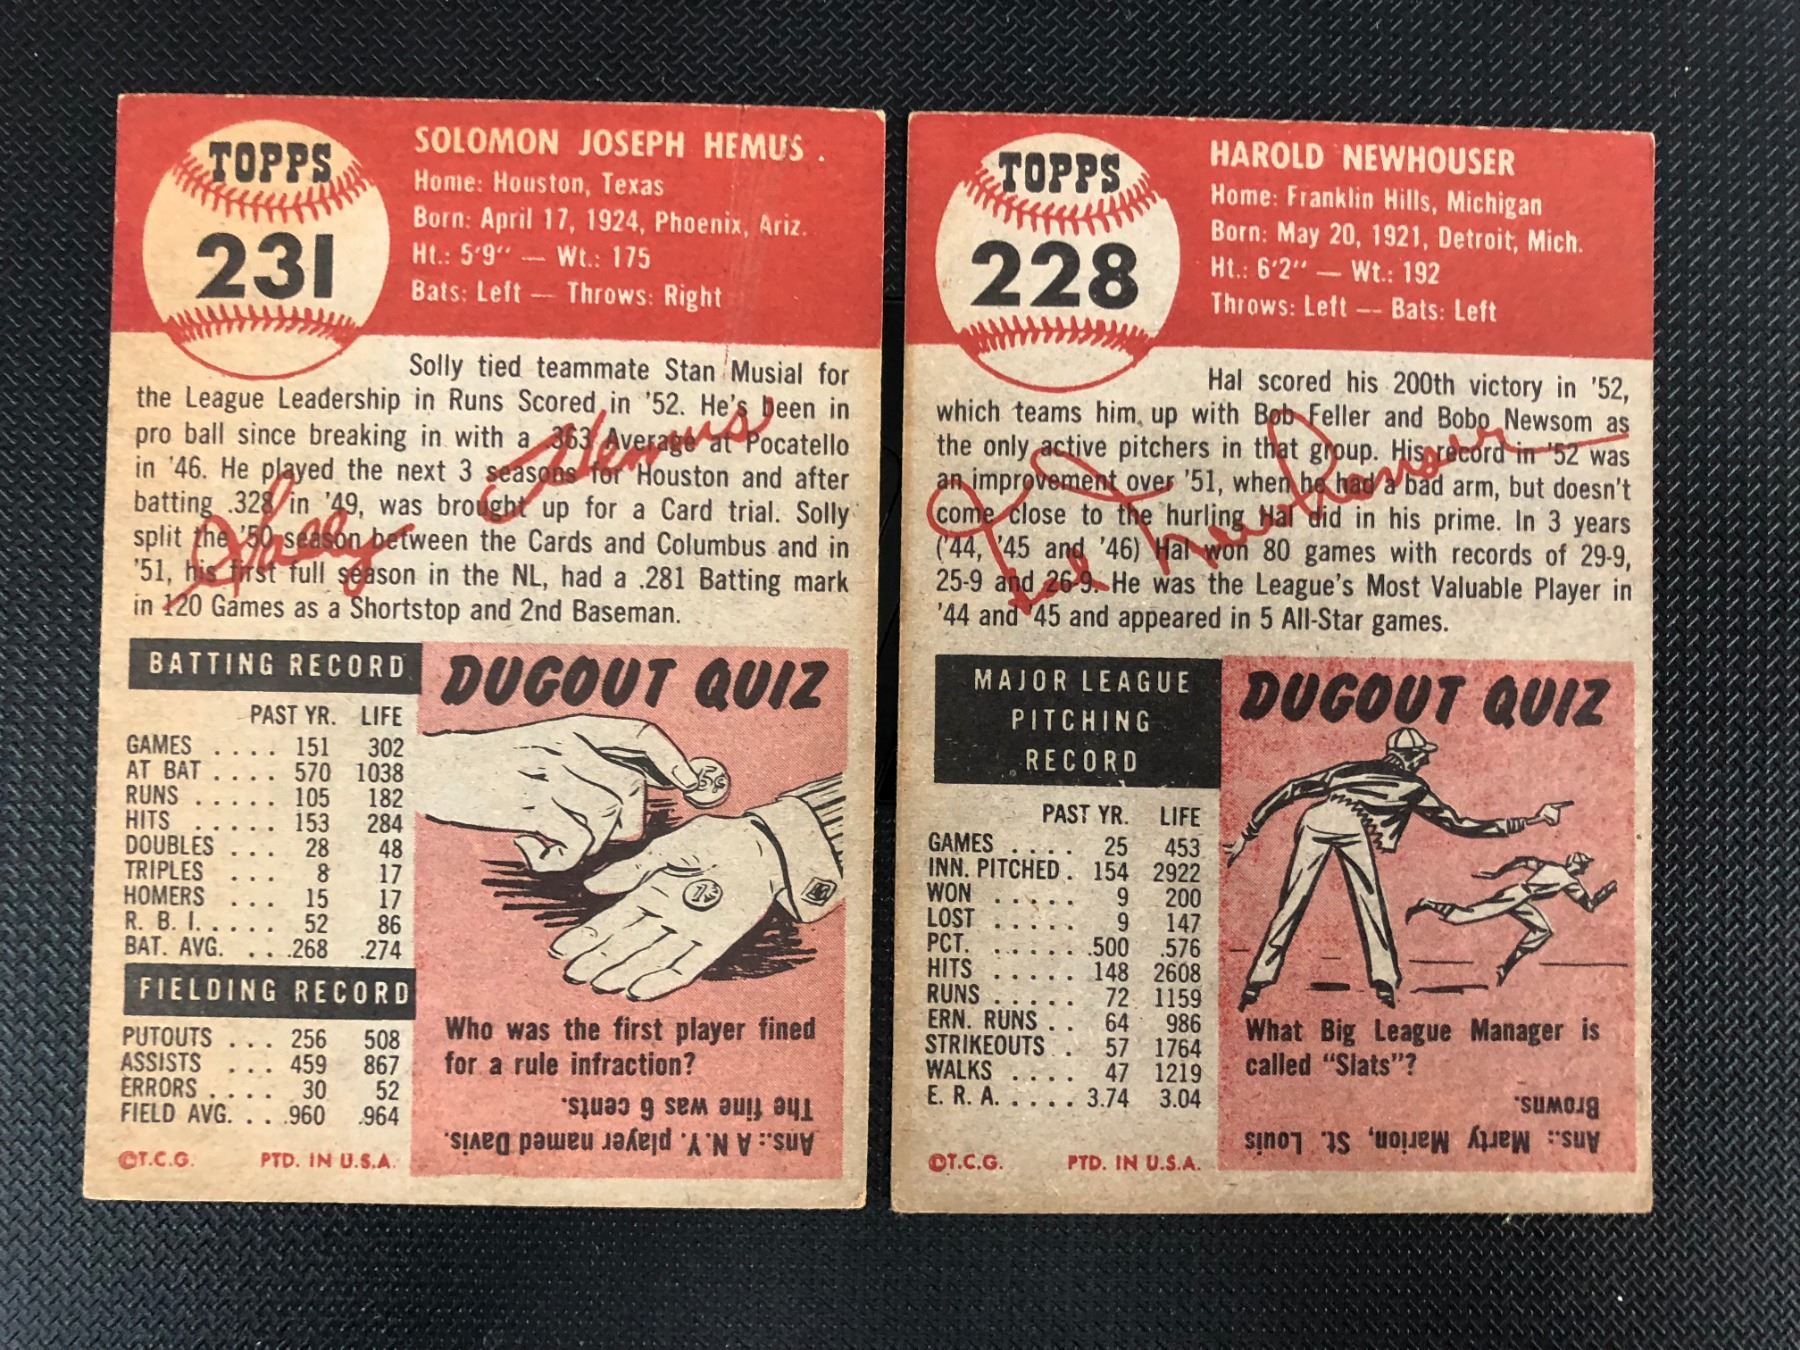 TOPPS
231
SOLOMON JOSEPH HEMUS .
Home: Houston, Texas
Born: April 17, 1924, Phoenix, Ariz.
Ht.: 5'9" — Wt.: 175
Bats: Left — Throws: Right
Solly tied teammate Stan Musial for
the League Leadership in Runs Scored in '52. He's been in
pro ball since breaking in with a .363 Average at Pocatello
in '46. He played the next 3 seasons for Houston and after
batting .328 in '49, was brought up for a Card trial. Solly
split the '50 season between the Cards and Columbus and in
'51, his first full season in the NL, had a .281 Batting mark
in 120 Games as a Shortstop and 2nd Baseman.
Solly Hemus
BATTING RECORD
PAST YR. LIFE
GAMES .... 151 302
AT BAT .... 570 1038
RUNS ..... 105 182
HITS ..... 153 284
DOUBLES ... 28 48
TRIPLES ... 8 17
HOMERS ... 15 17
R. B. I. .... 52 86
BAT. AVG. ...268 .274
FIELDING RECORD
PUTOUTS ... 256 508
ASSISTS ... 459 867
ERRORS .... 30 52
FIELD AVG. ...960 .964
©T.C.G. PTD. IN U.S.A.
DUGOUT QUIZ
5¢
1¢
Who was the first player fined
for a rule infraction?
Ans.: A N.Y. player named Davis.
The fine was 6 cents.
TOPPS
228
HAROLD NEWHOUSER
Home: Franklin Hills, Michigan
Born: May 20, 1921, Detroit, Mich.
Ht.: 6'2" — Wt.: 192
Throws: Left — Bats: Left
Hal scored his 200th victory in '52,
which teams him up with Bob Feller and Bobo Newsom as
the only active pitchers in that group. His record in '52 was
an improvement over '51, when he had a bad arm, but doesn't
come close to the hurling Hal did in his prime. In 3 years
('44, '45 and '46) Hal won 80 games with records of 29-9,
25-9 and 26-9. He was the League's Most Valuable Player in
'44 and '45 and appeared in 5 All-Star games.
Hal Newhouser
MAJOR LEAGUE
PITCHING
RECORD
PAST YR. LIFE
GAMES .... 25 453
INN. PITCHED . 154 2922
WON ..... 9 200
LOST ..... 9 147
PCT. ......500 .576
HITS ..... 148 2608
RUNS ..... 72 1159
ERN. RUNS .. 64 986
STRIKEOUTS . 57 1764
WALKS .... 47 1219
E. R. A. .... 3.74 3.04
©T.C.G. PTD. IN U.S.A.
DUGOUT QUIZ
What Big League Manager is
called "Slats"?
Ans.: Marty Marion, St. Louis
Browns.